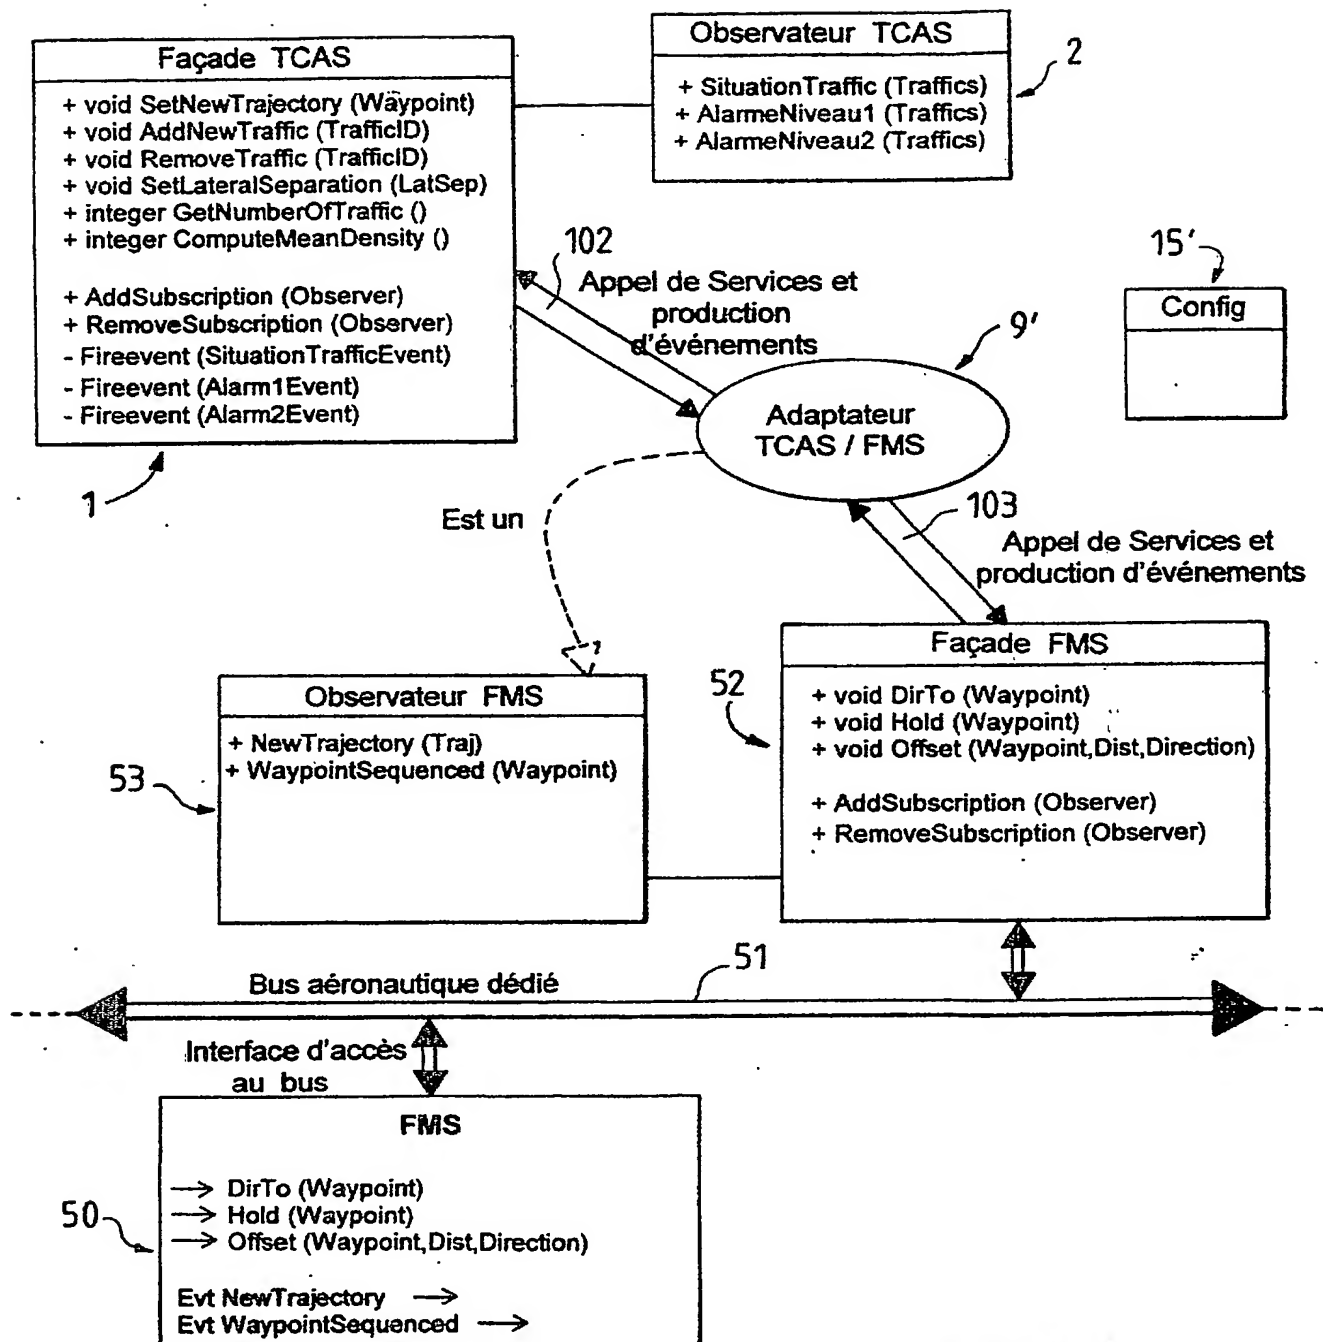 Façade TCAS
+ void SetNewTrajectory (Waypoint)
+ void AddNewTraffic (TrafficID)
+ void RemoveTraffic (TrafficID)
+ void SetLateralSeparation (LatSep)
+ integer GetNumberOfTraffic ()
+ integer ComputeMeanDensity ()
+ AddSubscription (Observer)
+ RemoveSubscription (Observer)
- Fireevent (SituationTrafficEvent)
- Fireevent (Alarm1Event)
- Fireevent (Alarm2Event)
1
Observateur TCAS
+ SituationTraffic (Traffics)
+ AlarmeNiveau1 (Traffics)
+ AlarmeNiveau2 (Traffics)
2
102
Appel de Services et
production
d'événements
15'
Config
9'
Adaptateur
TCAS / FMS
Est un
103
Appel de Services et
production d'événements
Façade FMS
+ void DirTo (Waypoint)
+ void Hold (Waypoint)
+ void Offset (Waypoint,Dist,Direction)
+ AddSubscription (Observer)
+ RemoveSubscription (Observer)
52
Observateur FMS
+ NewTrajectory (Traj)
+ WaypointSequenced (Waypoint)
53
Bus aéronautique dédié
51
Interface d'accès
au bus
FMS
→ DirTo (Waypoint)
→ Hold (Waypoint)
→ Offset (Waypoint,Dist,Direction)
Evt NewTrajectory →
Evt WaypointSequenced →
50